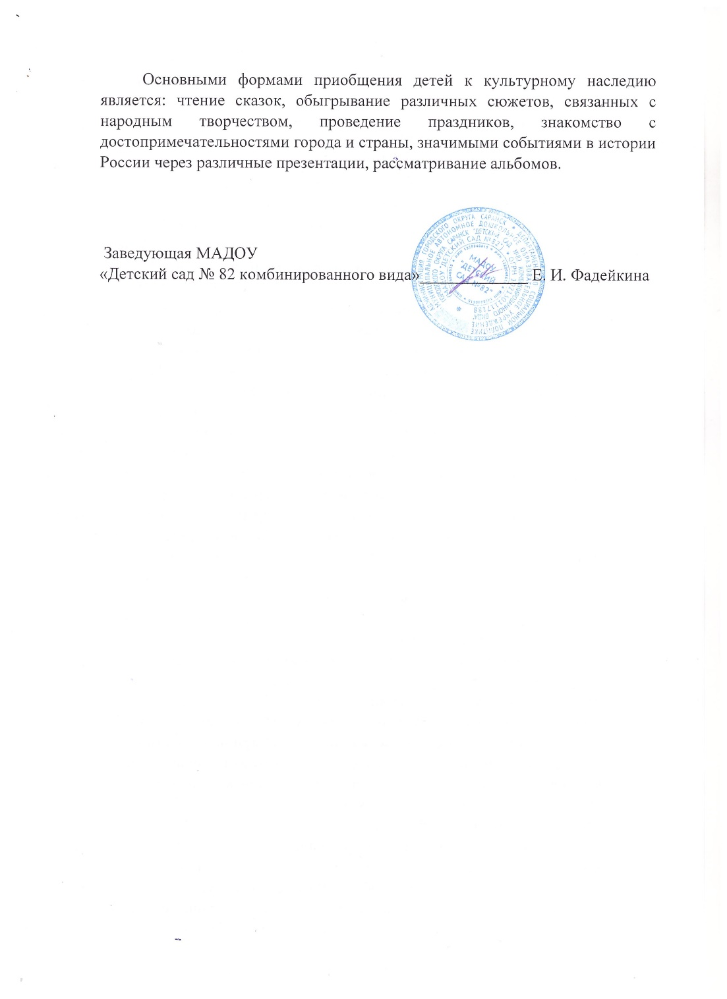 Основными формами приобщения детей к культурному наследию
является: чтение сказок, обыгрывание различных сюжетов, связанных с
народным творчеством, проведение праздников, знакомство с
достопримечательностями города и страны, значимыми событиями в истории
России через различные презентации, рассматривание альбомов.
Заведующая МАДОУ
«Детский сад № 82 комбинированного вида»____________ Е. И. Фадейкина
МАДОУ
"ДЕТСКИЙ
САД №82"